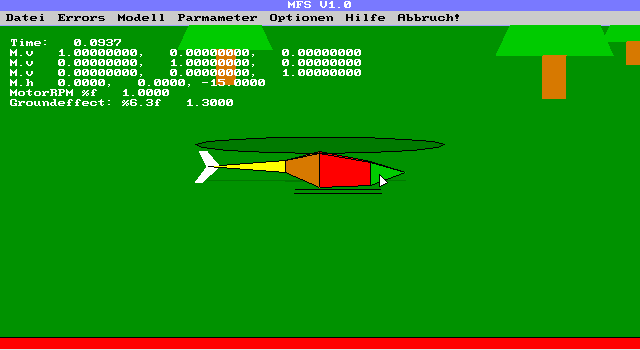 MFS V1.0
Datei Errors Modell Parmameter Optionen Hilfe Abbruch!
Time: 0.0937
M.v 1.00000000, 0.00000000, 0.00000000
M.v 0.00000000, 1.00000000, 0.00000000
M.v 0.00000000, 0.00000000, 1.00000000
M.h 0.0000, 0.0000, -15.0000
MotorRPM %f 1.0000
Groundeffect: %6.3f 1.3000